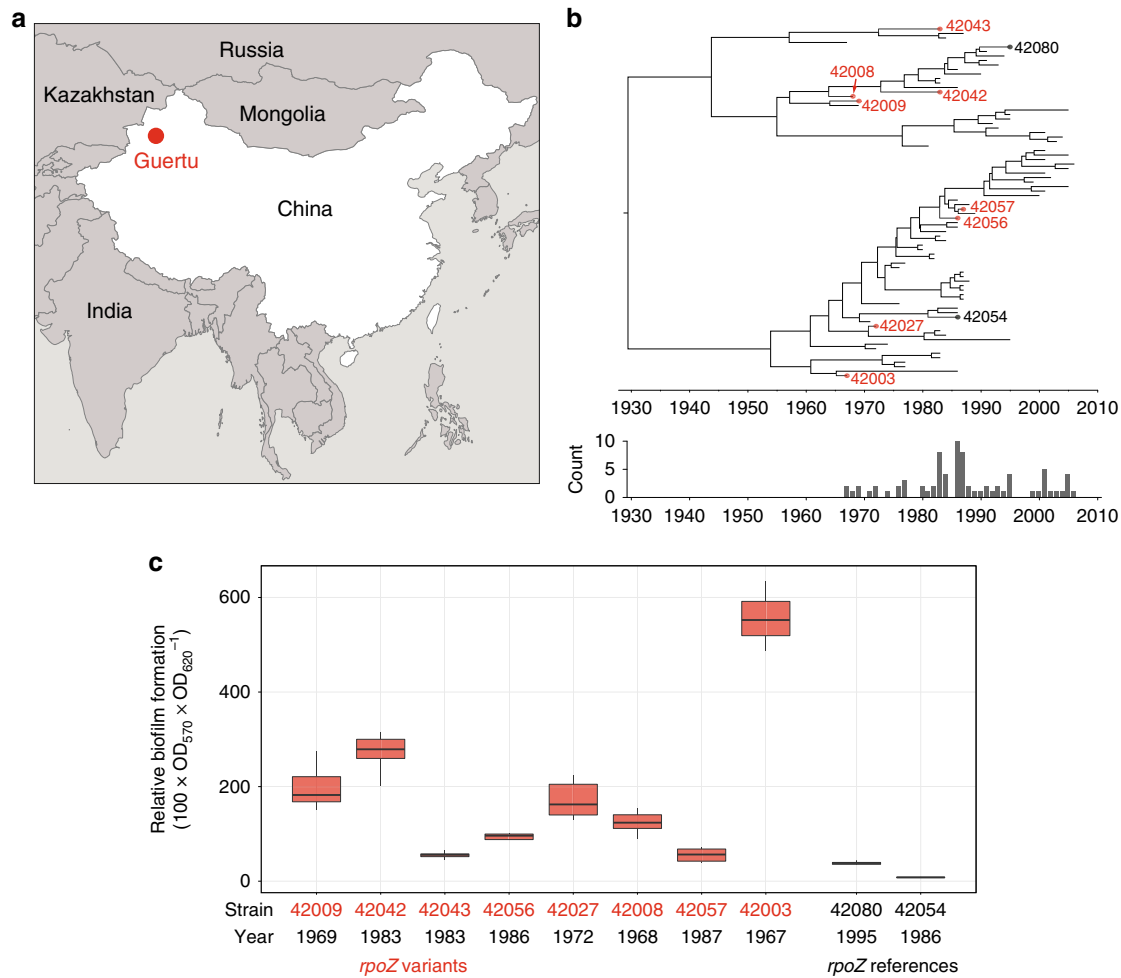 a
Russia
Kazakhstan
Mongolia
Guertu
China
India
b
42043
42080
42008
42042
42009
42057
42056
42054
42027
42003
1930 1940 1950 1960 1970 1980 1990 2000 2010
Count
10
5
0
1930 1940 1950 1960 1970 1980 1990 2000 2010
c
Relative biofilm formation
(100 × OD570 × OD620−1)
600
400
200
0
Strain 42009 42042 42043 42056 42027 42008 42057 42003 42080 42054
Year 1969 1983 1983 1986 1972 1968 1987 1967 1995 1986
rpoZ variants rpoZ references